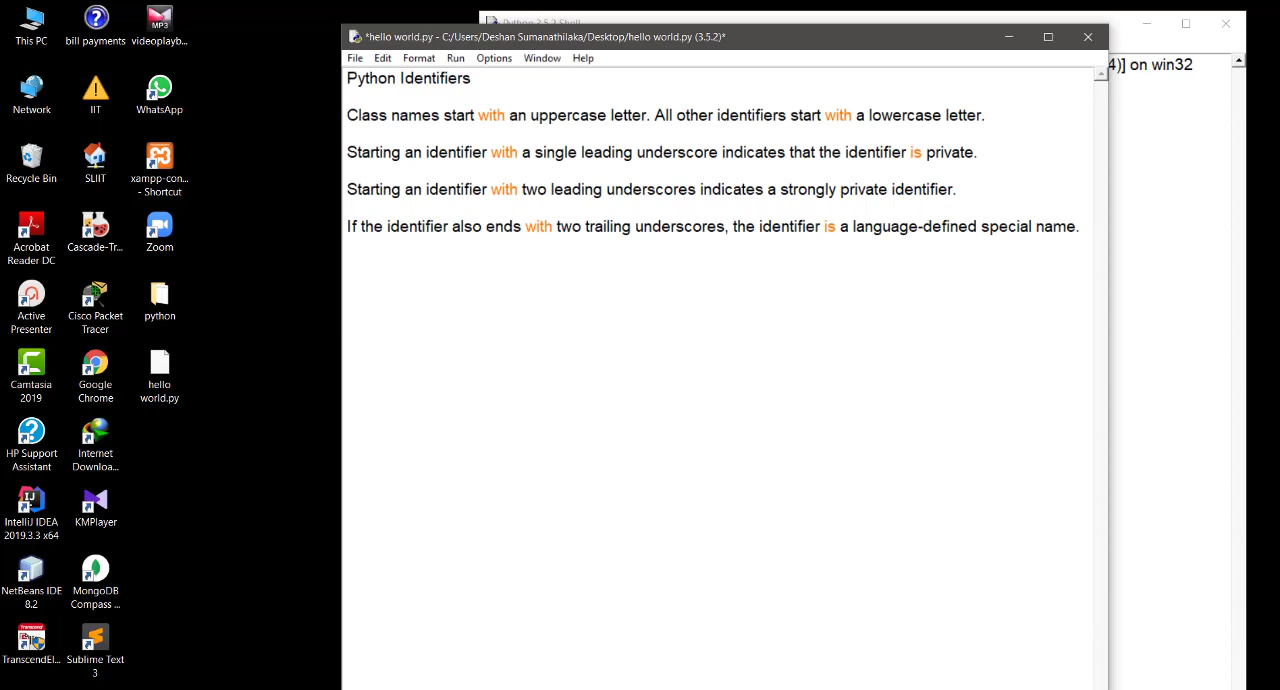 This PC
bill payments
videoplayb...
MP3
Network
IIT
WhatsApp
Recycle Bin
SLIIT
xampp-con...
- Shortcut
Acrobat
Reader DC
Cascade-Tr...
Zoom
Active
Presenter
Cisco Packet
Tracer
python
Camtasia
2019
Google
Chrome
hello
world.py
HP Support
Assistant
Internet
Downloa...
IntelliJ IDEA
2019.3.3 x64
KMPlayer
NetBeans IDE
8.2
MongoDB
Compass ...
TranscendEl...
Sublime Text
3
Python 3.5.2 Shell
4)] on win32
*hello world.py - C:/Users/Deshan Sumanathilaka/Desktop/hello world.py (3.5.2)*
File Edit Format Run Options Window Help
Python Identifiers
Class names start with an uppercase letter. All other identifiers start with a lowercase letter.
Starting an identifier with a single leading underscore indicates that the identifier is private.
Starting an identifier with two leading underscores indicates a strongly private identifier.
If the identifier also ends with two trailing underscores, the identifier is a language-defined special name.